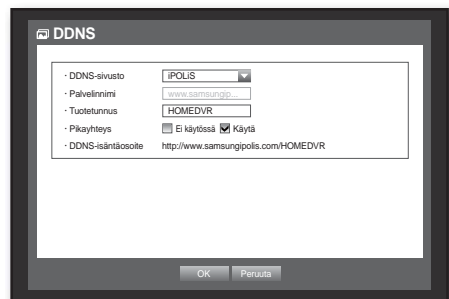 DDNS
· DDNS-sivusto iPOLiS
· Palvelinnimi www.samsungip...
· Tuotetunnus HOMEDVR
· Pikayhteys Ei käytössä Käytä
· DDNS-isäntäosoite http://www.samsungipolis.com/HOMEDVR
OK Peruuta